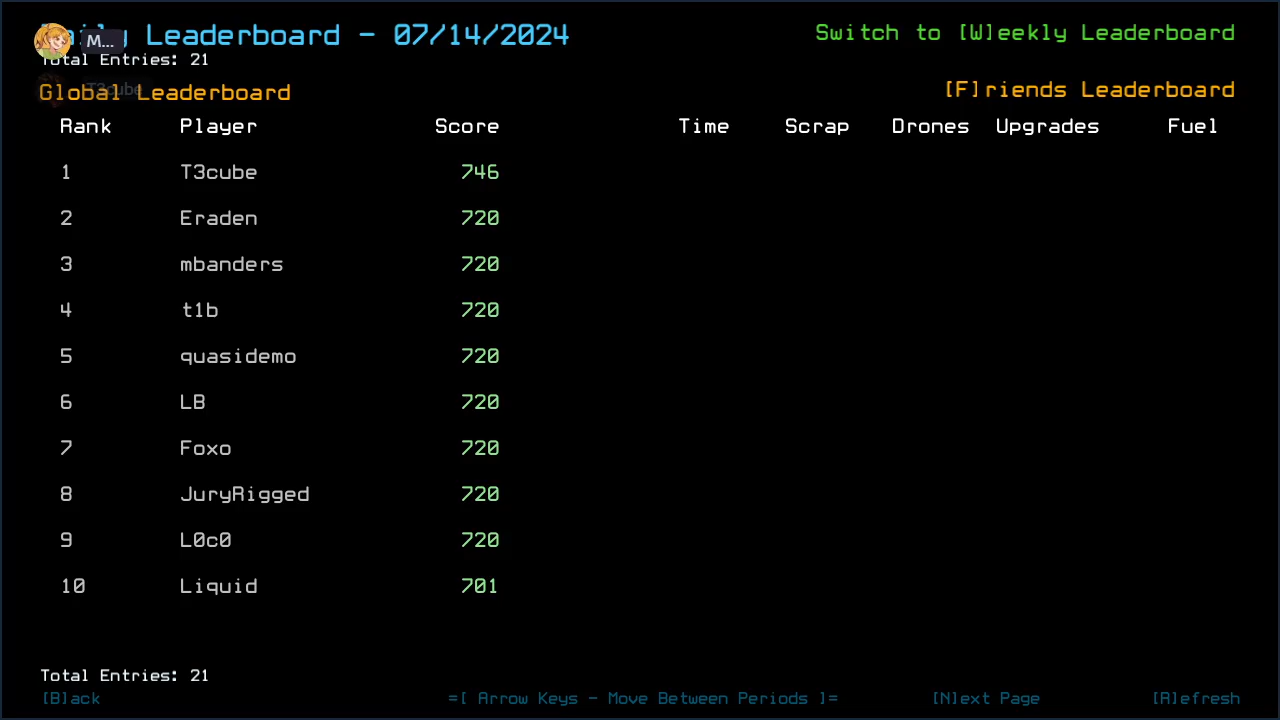 Daily Leaderboard - 07/14/2024
Switch to [W]eekly Leaderboard
M...
Total Entries: 21
T3cube
Global Leaderboard
[F]riends Leaderboard
Rank Player Score Time Scrap Drones Upgrades Fuel
1 T3cube 746
2 Eraden 720
3 mbanders 720
4 t1b 720
5 quasidemo 720
6 LB 720
7 Foxo 720
8 JuryRigged 720
9 L0c0 720
10 Liquid 701
Total Entries: 21
[B]ack =[ Arrow Keys - Move Between Periods ]= [N]ext Page [R]efresh